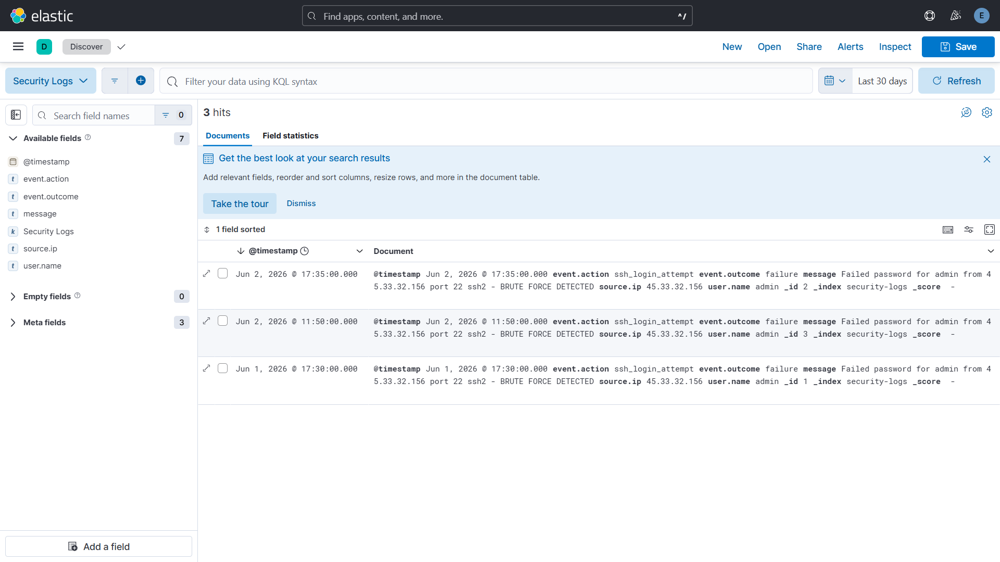 elastic
Find apps, content, and more.
^/
E
D
Discover
New
Open
Share
Alerts
Inspect
Save
Security Logs
Filter your data using KQL syntax
Last 30 days
Refresh
Search field names
0
Available fields
7
@timestamp
t event.action
t event.outcome
t message
k Security Logs
t source.ip
t user.name
Empty fields
0
Meta fields
3
Add a field
3 hits
Documents
Field statistics
Get the best look at your search results
Add relevant fields, reorder and sort columns, resize rows, and more in the document table.
Take the tour
Dismiss
1 field sorted
@timestamp
Document
Jun 2, 2026 @ 17:35:00.000
@timestamp Jun 2, 2026 @ 17:35:00.000 event.action ssh_login_attempt event.outcome failure message Failed password for admin from 4
5.33.32.156 port 22 ssh2 - BRUTE FORCE DETECTED source.ip 45.33.32.156 user.name admin _id 2 _index security-logs _score -
Jun 2, 2026 @ 11:50:00.000
@timestamp Jun 2, 2026 @ 11:50:00.000 event.action ssh_login_attempt event.outcome failure message Failed password for admin from 4
5.33.32.156 port 22 ssh2 - BRUTE FORCE DETECTED source.ip 45.33.32.156 user.name admin _id 3 _index security-logs _score -
Jun 1, 2026 @ 17:30:00.000
@timestamp Jun 1, 2026 @ 17:30:00.000 event.action ssh_login_attempt event.outcome failure message Failed password for admin from 4
5.33.32.156 port 22 ssh2 - BRUTE FORCE DETECTED source.ip 45.33.32.156 user.name admin _id 1 _index security-logs _score -